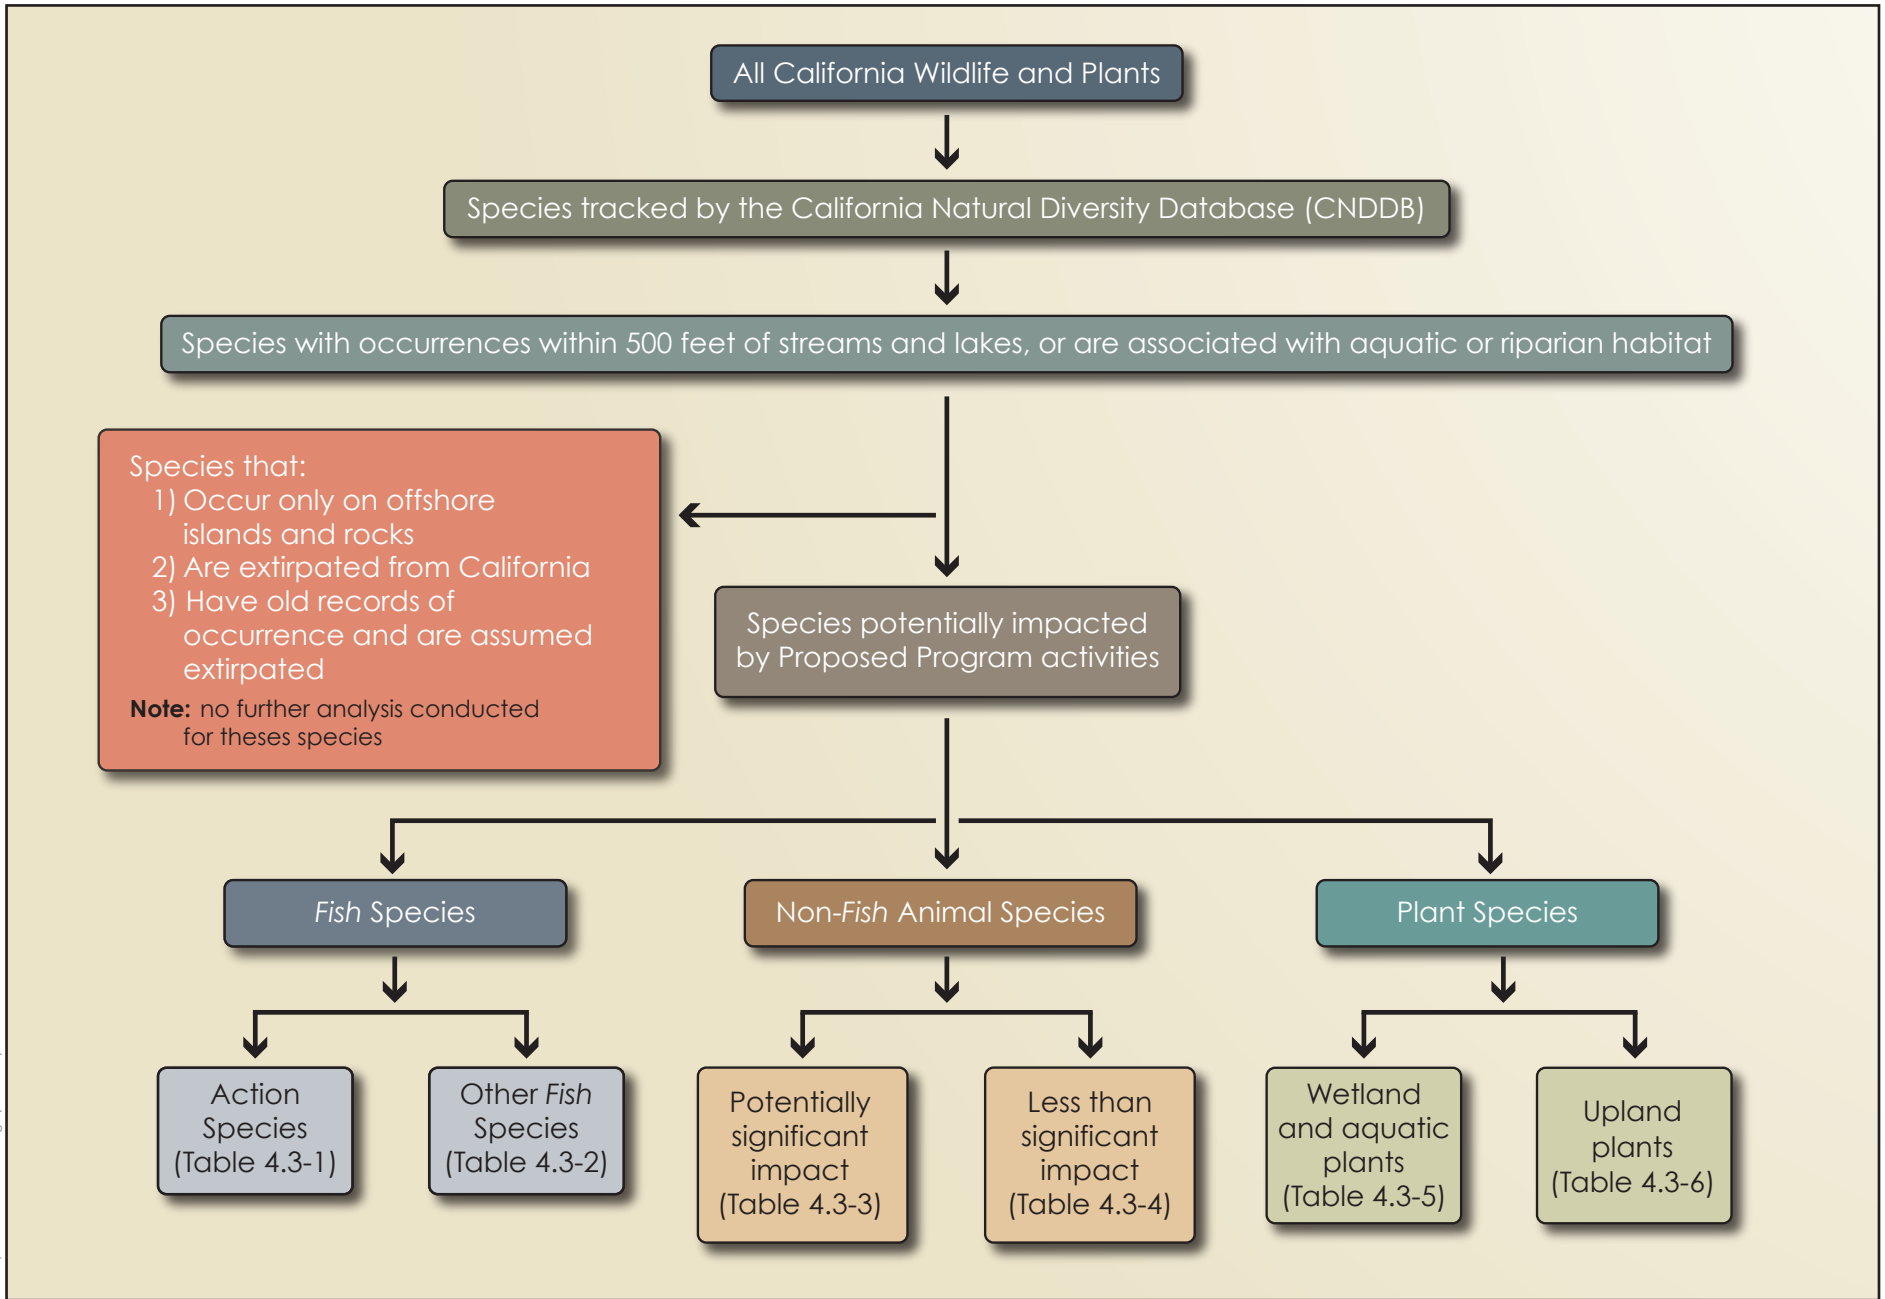 All California Wildlife and Plants
Species tracked by the California Natural Diversity Database (CNDDB)
Species with occurrences within 500 feet of streams and lakes, or are associated with aquatic or riparian habitat
Species that:
1) Occur only on offshore
islands and rocks
2) Are extirpated from California
3) Have old records of
occurrence and are assumed
extirpated
Note: no further analysis conducted
for theses species
Species potentially impacted
by Proposed Program activities
Fish Species
Non-Fish Animal Species
Plant Species
Action
Species
(Table 4.3-1)
Other Fish
Species
(Table 4.3-2)
Potentially
significant
impact
(Table 4.3-3)
Less than
significant
impact
(Table 4.3-4)
Wetland
and aquatic
plants
(Table 4.3-5)
Upland
plants
(Table 4.3-6)